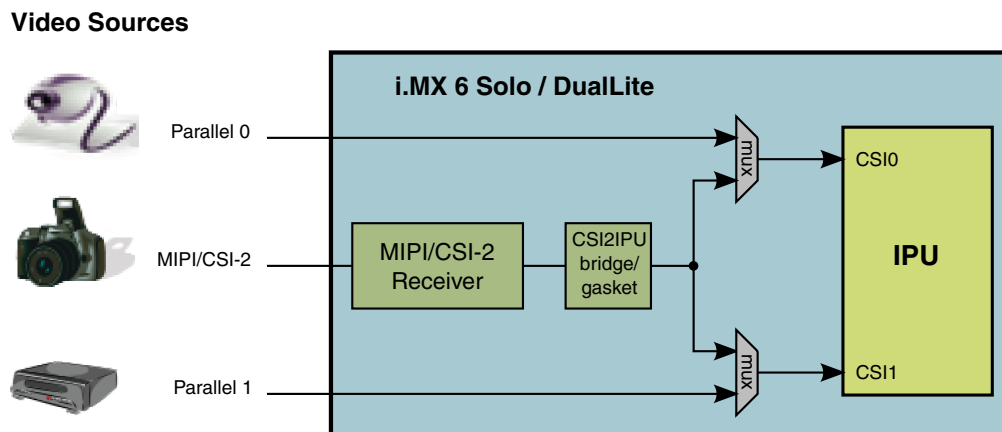 Video Sources
i.MX 6 Solo / DualLite
Parallel 0
mux
CSI0
MIPI/CSI-2
MIPI/CSI-2
Receiver
CSI2IPU
bridge/
gasket
IPU
Parallel 1
mux
CSI1